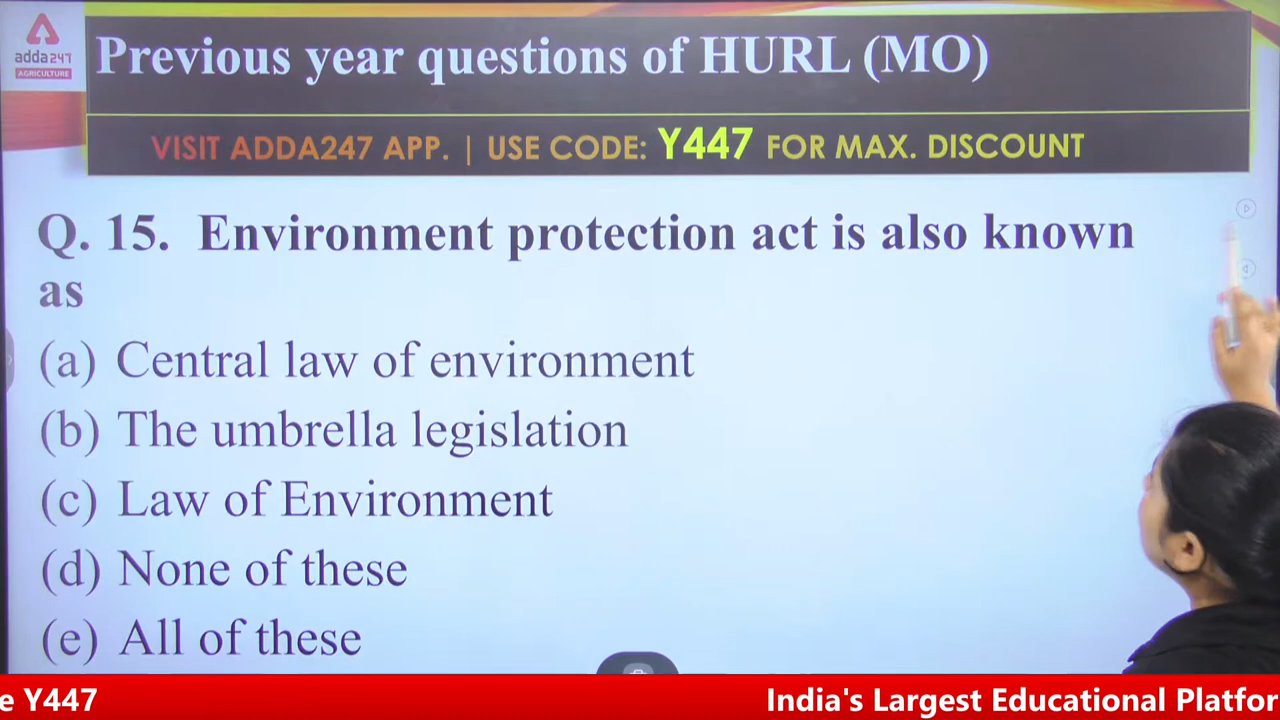 adda247
AGRICULTURE
Previous year questions of HURL (MO)
VISIT ADDA247 APP. | USE CODE: Y447 FOR MAX. DISCOUNT
Q. 15. Environment protection act is also known
as
(a) Central law of environment
(b) The umbrella legislation
(c) Law of Environment
(d) None of these
(e) All of these
e Y447
India's Largest Educational Platfor